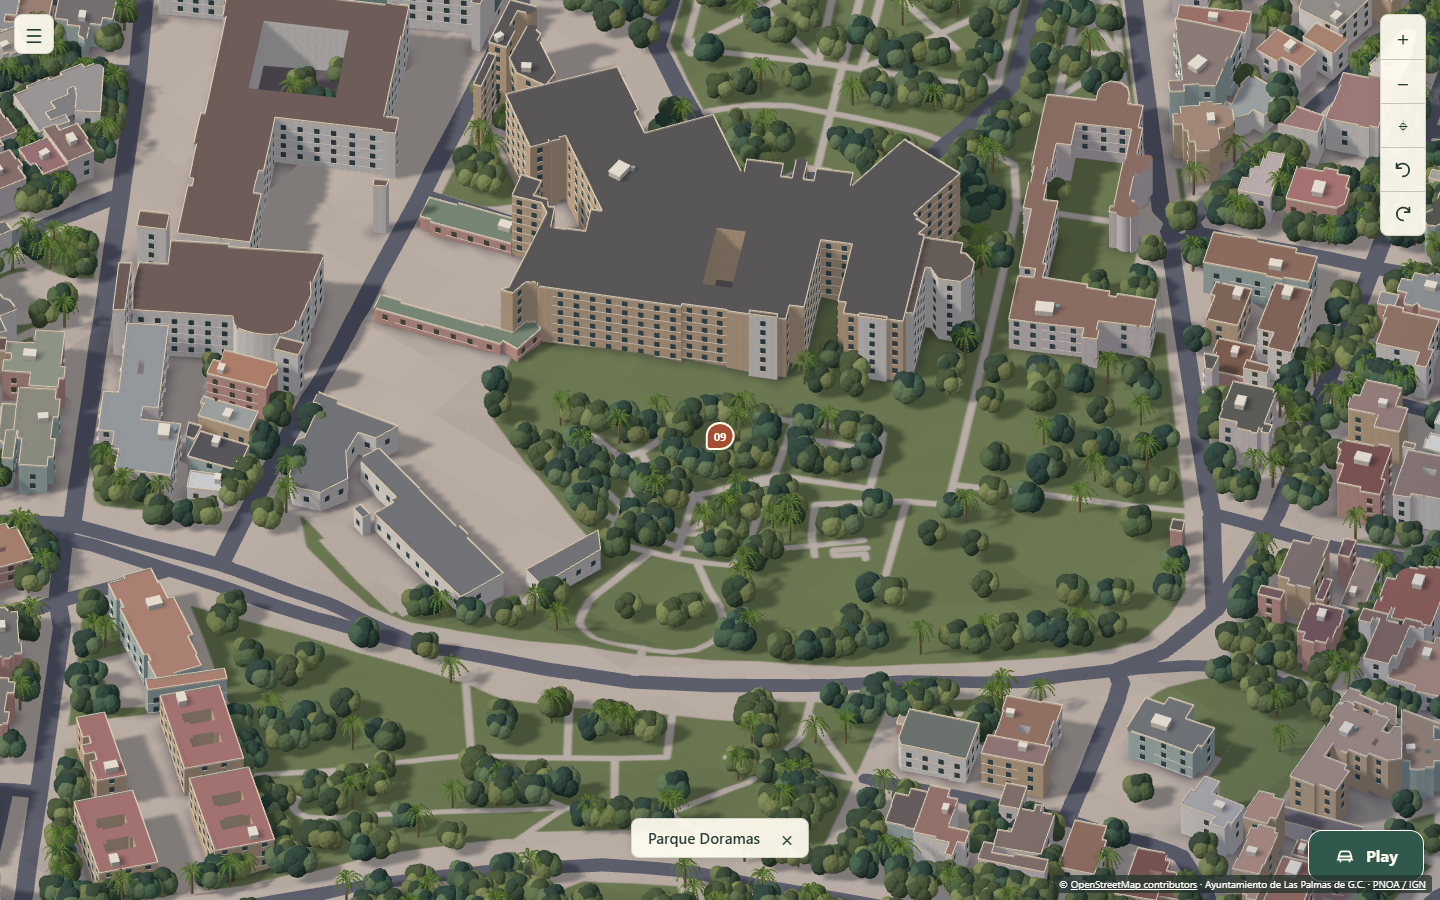 09
Parque Doramas
Play
© OpenStreetMap contributors · Ayuntamiento de Las Palmas de G.C. · PNOA / IGN